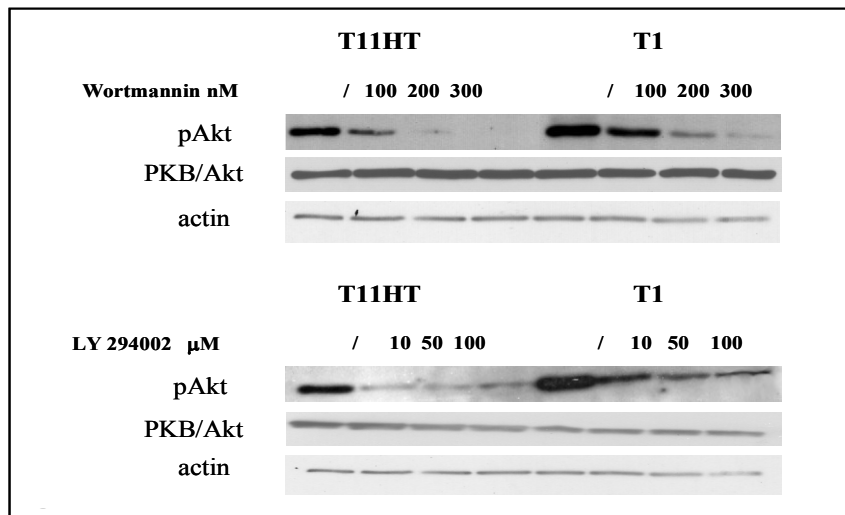 T11HT T1
Wortmannin nM / 100 200 300 / 100 200 300
pAkt
PKB/Akt
actin
T11HT T1
LY 294002 μM / 10 50 100 / 10 50 100
pAkt
PKB/Akt
actin